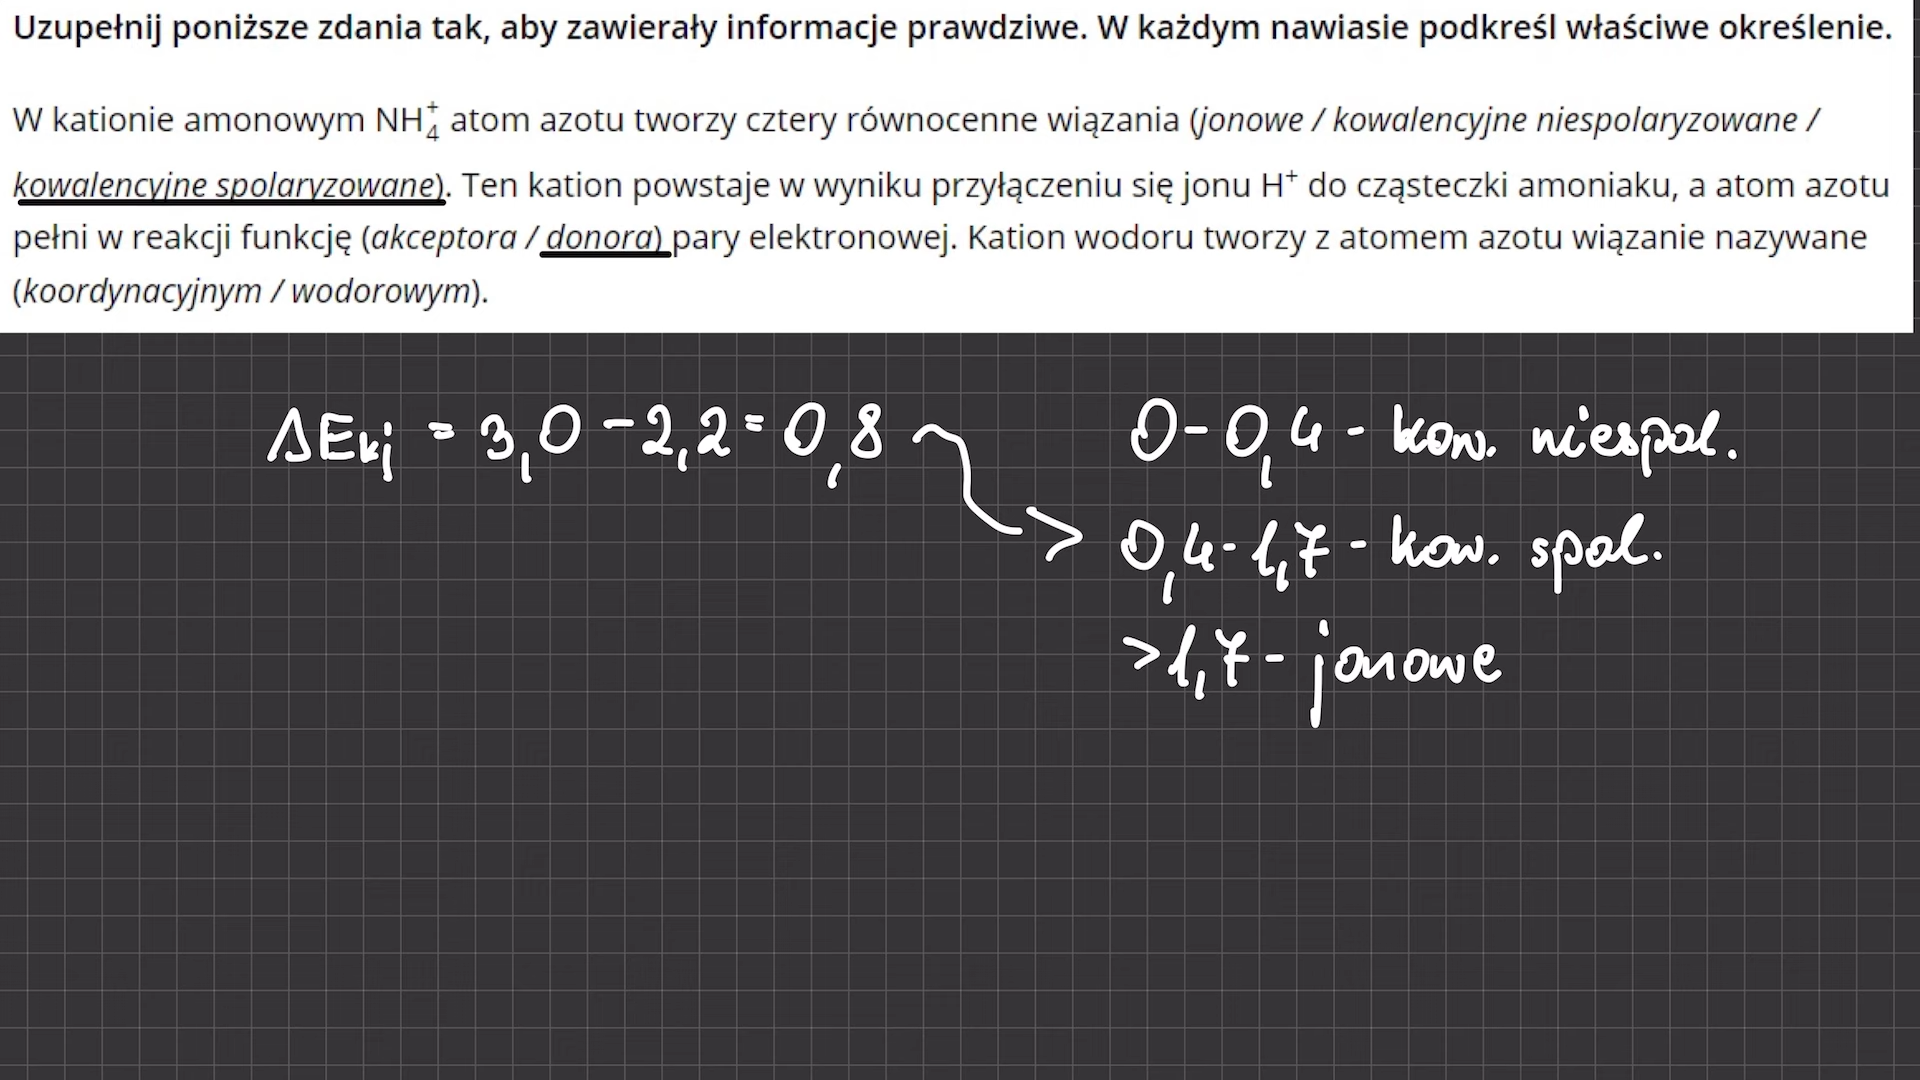 Uzupełnij poniższe zdania tak, aby zawierały informacje prawdziwe. W każdym nawiasie podkreśl właściwe określenie.
W kationie amonowym NH₄⁺ atom azotu tworzy cztery równocenne wiązania (jonowe / kowalencyjne niespolaryzowane /
kowalencyjne spolaryzowane). Ten kation powstaje w wyniku przyłączeniu się jonu H⁺ do cząsteczki amoniaku, a atom azotu
pełni w reakcji funkcję (akceptora / donora) pary elektronowej. Kation wodoru tworzy z atomem azotu wiązanie nazywane
(koordynacyjnym / wodorowym).
ΔEuj = 3,0 - 2,2 = 0,8
0 - 0,4 - kow. niespol.
0,4 - 1,7 - kow. spol.
>1,7 - jonowe